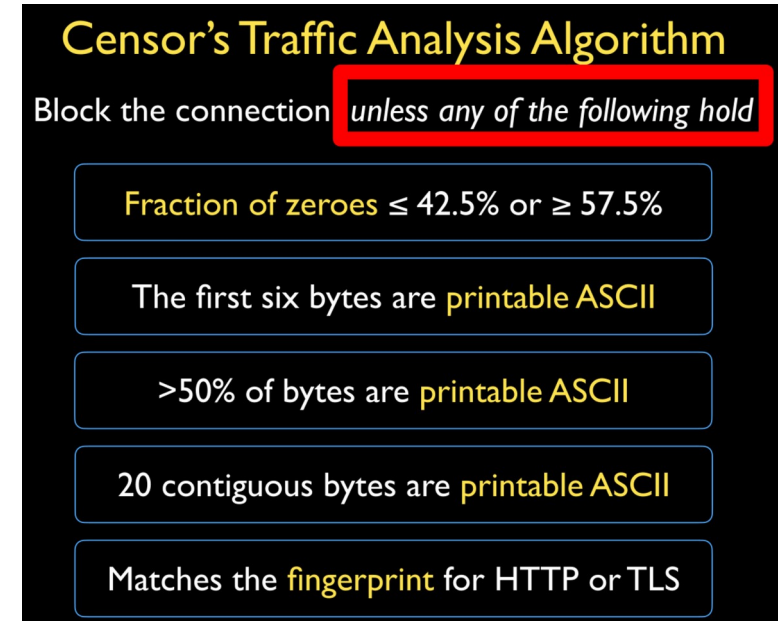 Censor's Traffic Analysis Algorithm
Block the connection unless any of the following hold
Fraction of zeroes ≤ 42.5% or ≥ 57.5%
The first six bytes are printable ASCII
>50% of bytes are printable ASCII
20 contiguous bytes are printable ASCII
Matches the fingerprint for HTTP or TLS